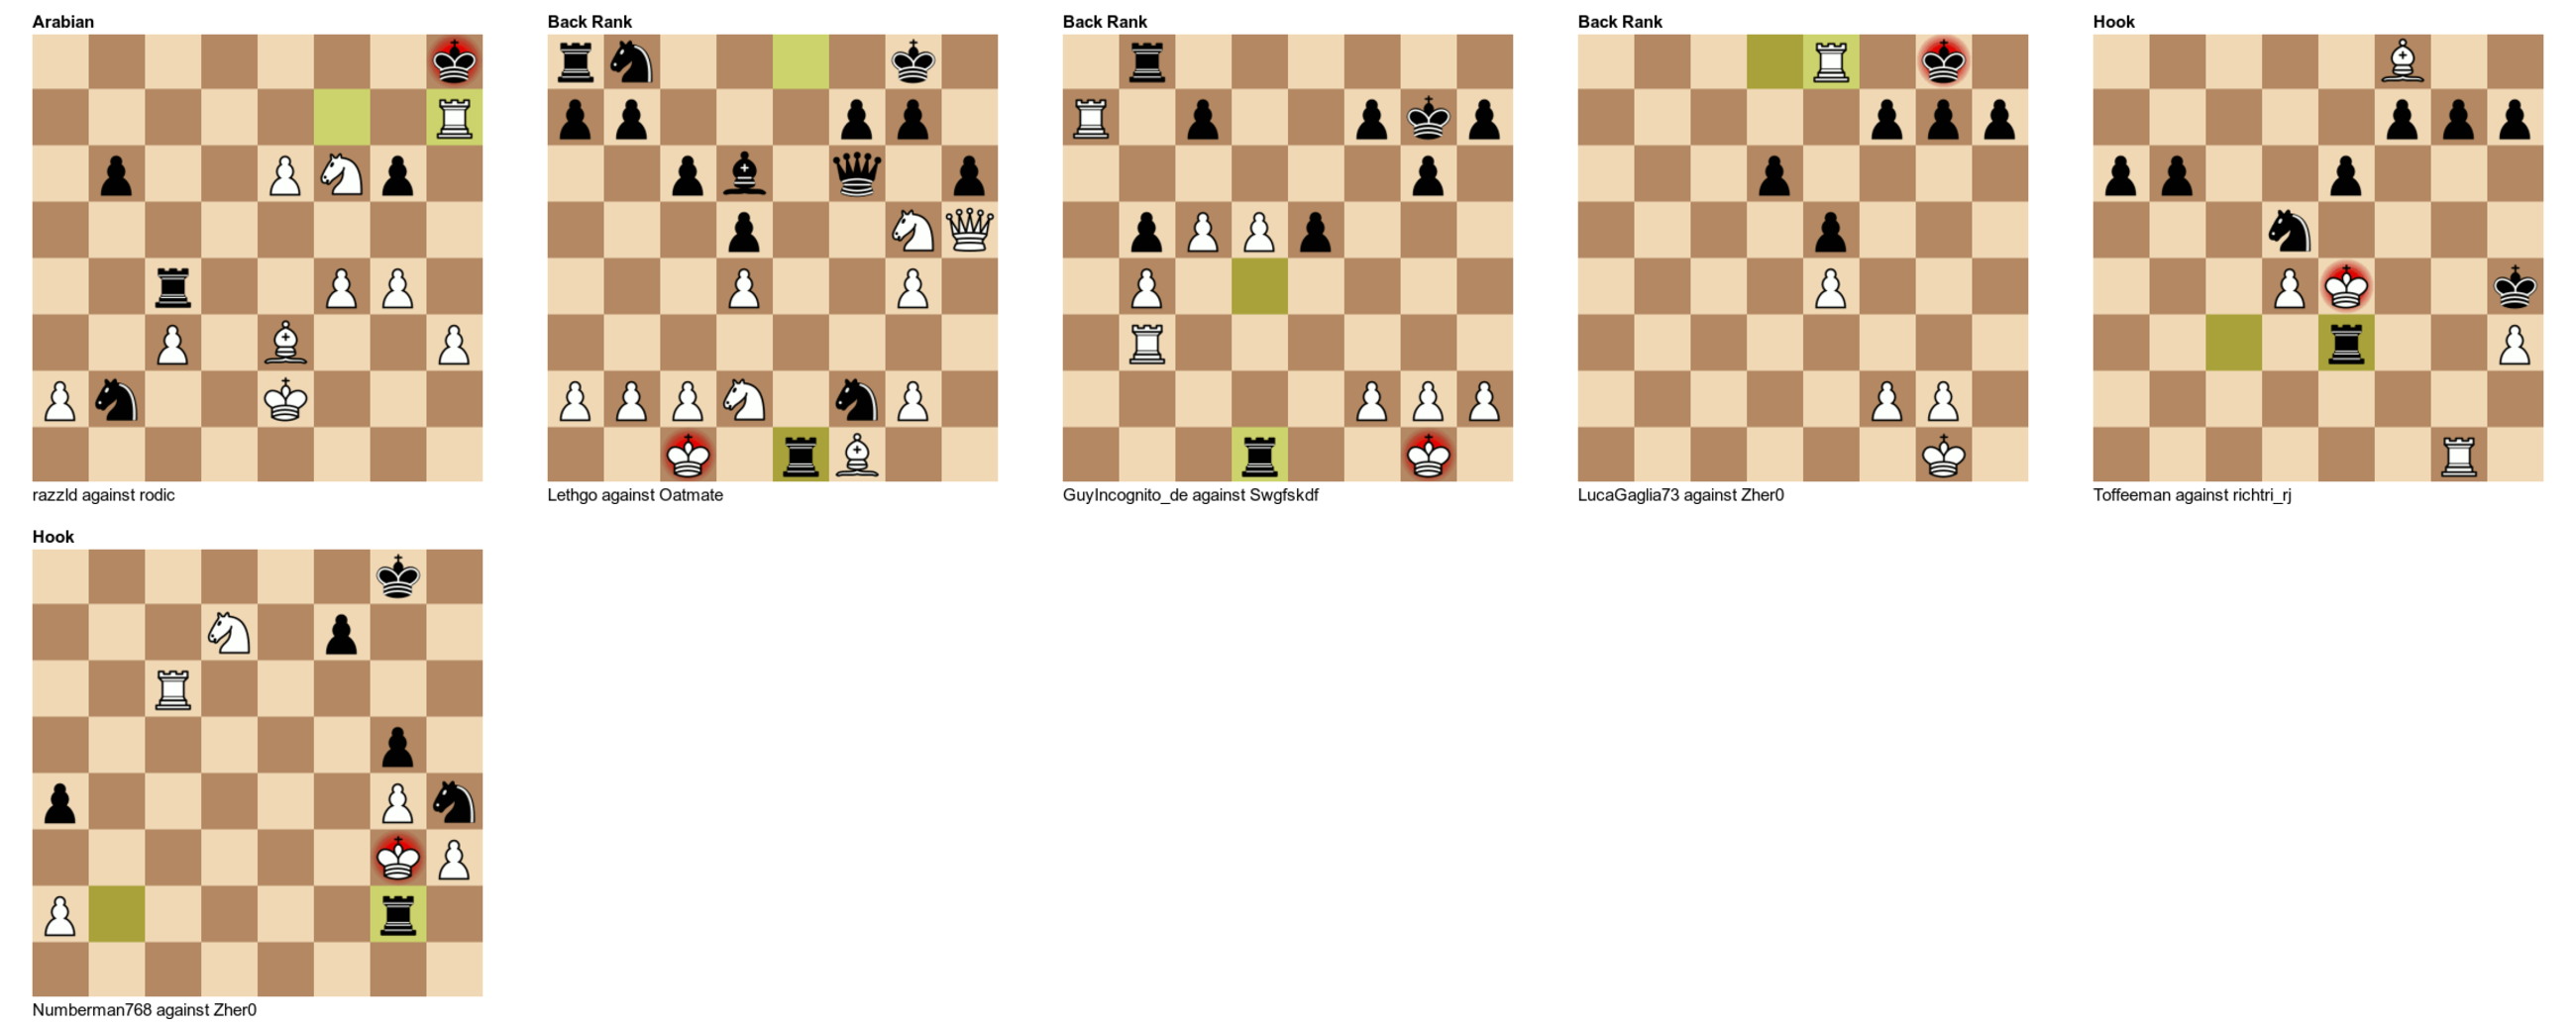 Arabian
Back Rank
Back Rank
Back Rank
Hook
razzld against rodic
Lethgo against Oatmate
GuyIncognito_de against Swgfskdf
LucaGaglia73 against Zher0
Toffeeman against richtri_rj
Hook
Numberman768 against Zher0